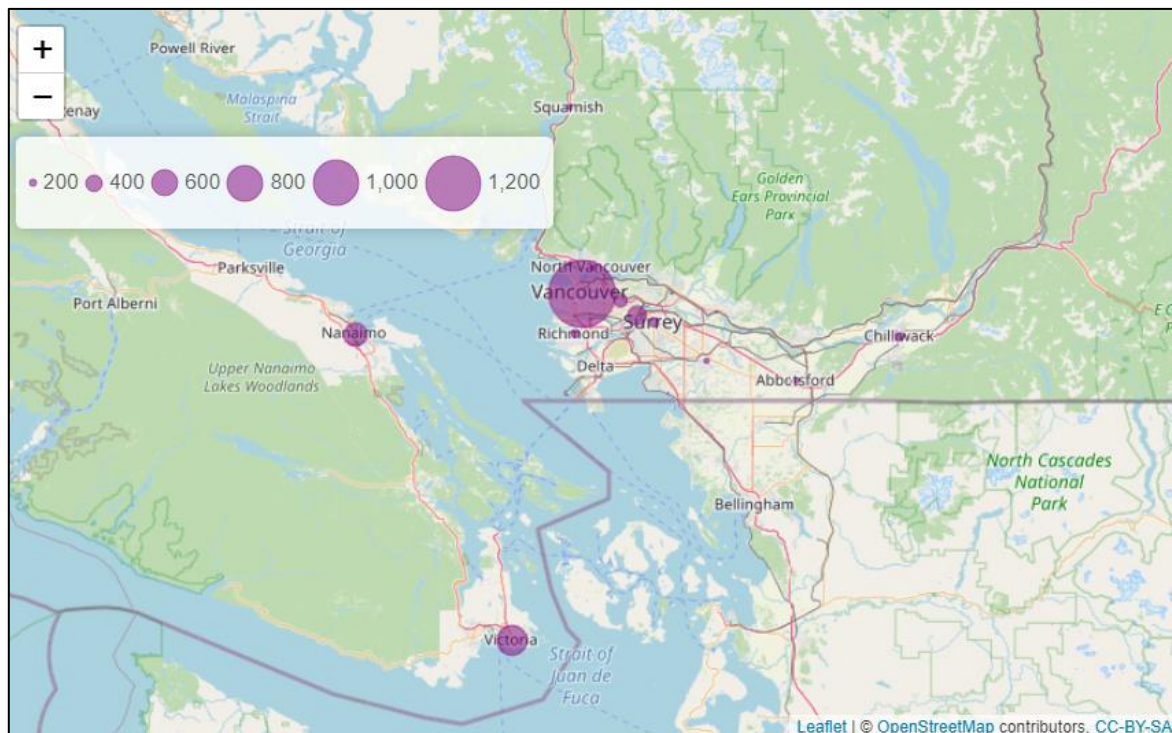 +
Powell River
−
Malaspina
Strait
Squamish
tenay
200 400 600 800 1,000 1,200
Golden
Ears Provincial
Park
Strait of
Georgia
Parksville
North Vancouver
Port Alberni
Vancouver
Nanaimo
Richmond
Surrey
Chilliwack
Upper Nanaimo
Lakes Woodlands
Delta
Abbotsford
North Cascades
National
Park
Bellingham
Victoria
Strait of
Juan de
Fuca
Leaflet | © OpenStreetMap contributors, CC-BY-SA